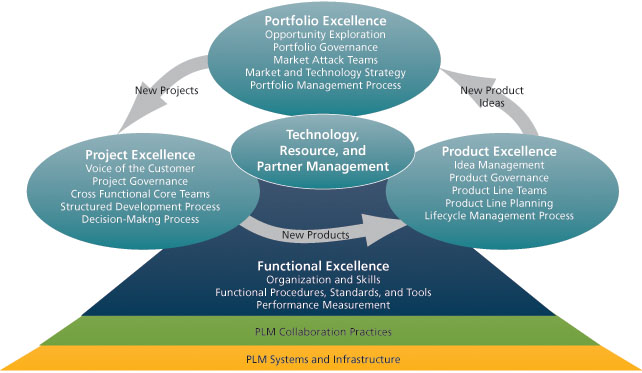 Portfolio Excellence
Opportunity Exploration
Portfolio Governance
Market Attack Teams
Market and Technology Strategy
Portfolio Management Process
New Projects
New Product
Ideas
Technology,
Resource, and
Partner Management
Project Excellence
Voice of the Customer
Project Governance
Cross Functional Core Teams
Structured Development Process
Decision-Makng Process
Product Excellence
Idea Management
Product Governance
Product Line Teams
Product Line Planning
Lifecycle Management Process
New Products
Functional Excellence
Organization and Skills
Functional Procedures, Standards, and Tools
Performance Measurement
PLM Collaboration Practices
PLM Systems and Infrastructure